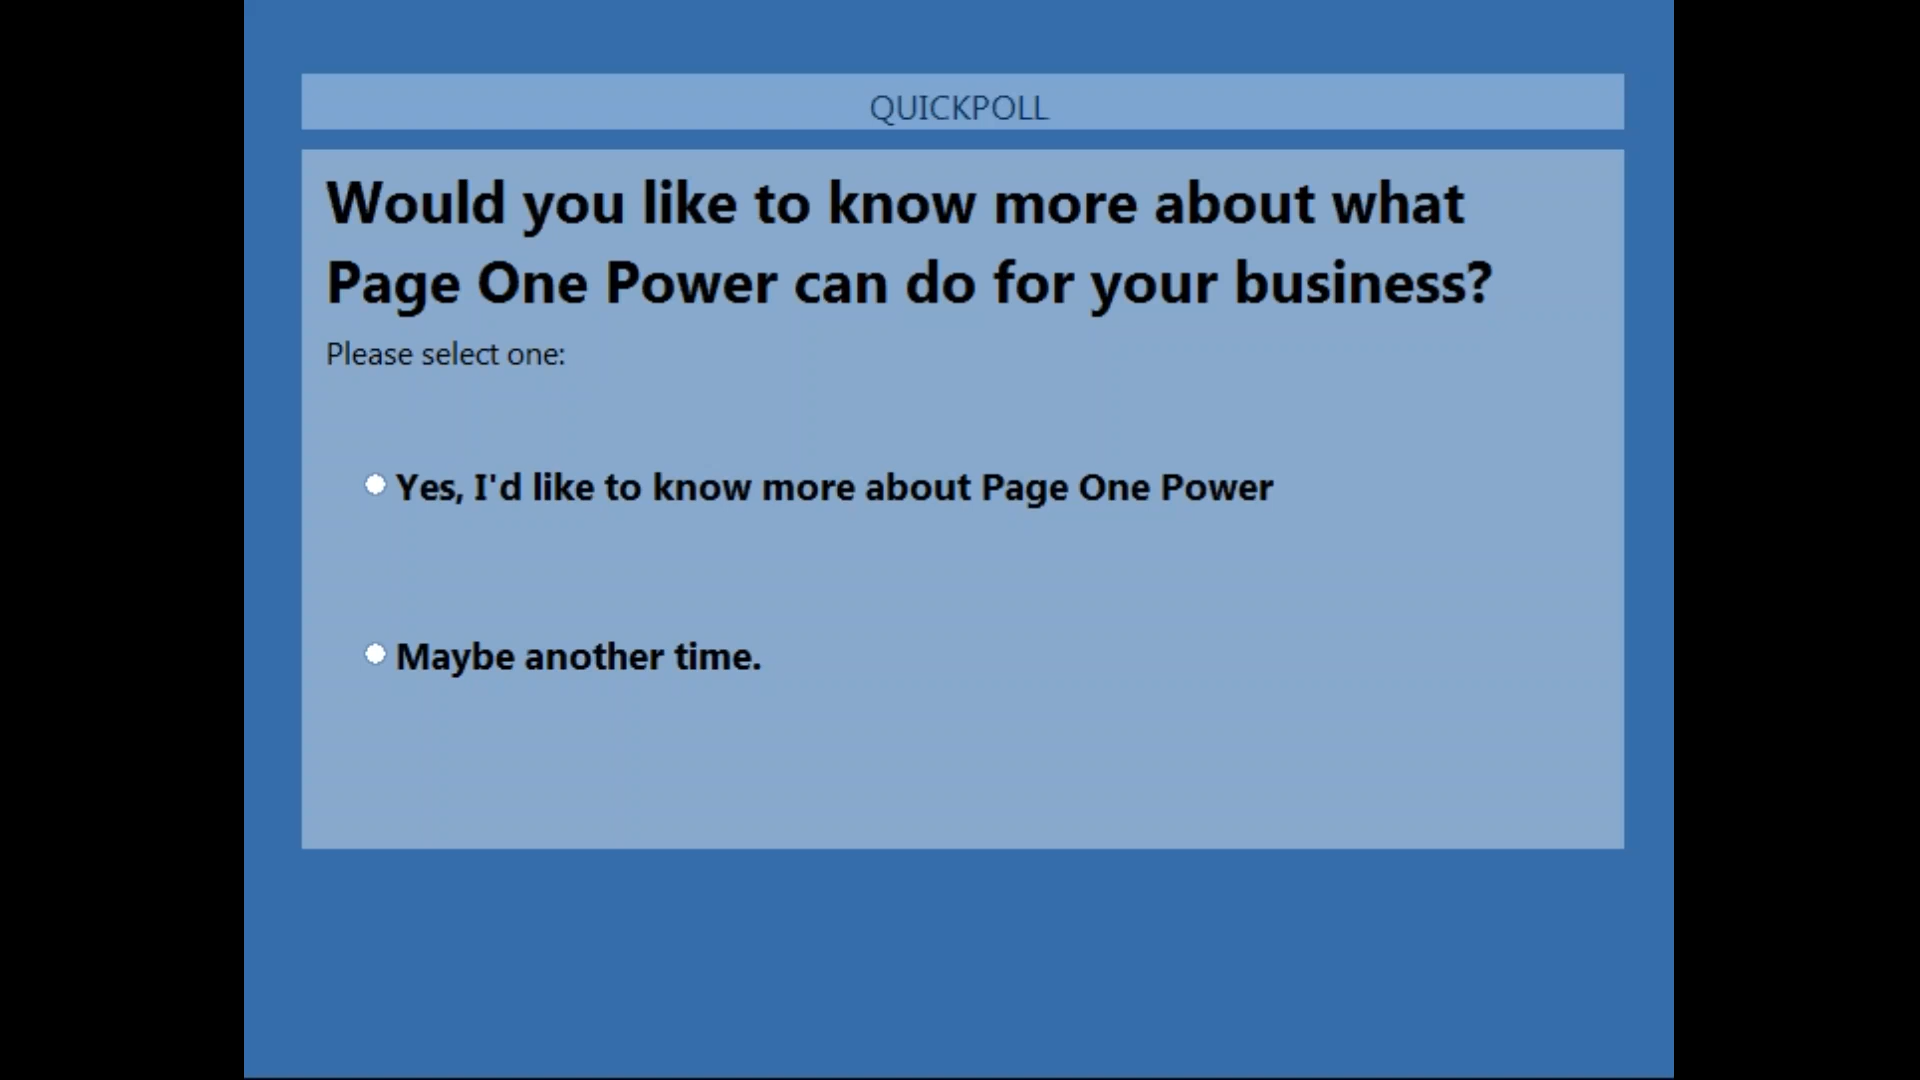 QUICKPOLL
Would you like to know more about what
Page One Power can do for your business?
Please select one:
Yes, I'd like to know more about Page One Power
Maybe another time.